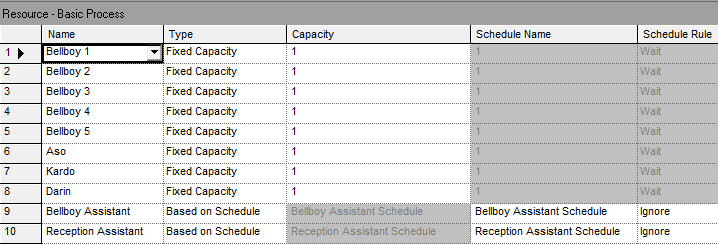 Resource - Basic Process
Name Type Capacity Schedule Name Schedule Rule
1 Bellboy 1 Fixed Capacity 1 1 Wait
2 Bellboy 2 Fixed Capacity 1 1 Wait
3 Bellboy 3 Fixed Capacity 1 1 Wait
4 Bellboy 4 Fixed Capacity 1 1 Wait
5 Bellboy 5 Fixed Capacity 1 1 Wait
6 Aso Fixed Capacity 1 1 Wait
7 Kardo Fixed Capacity 1 1 Wait
8 Darin Fixed Capacity 1 1 Wait
9 Bellboy Assistant Based on Schedule Bellboy Assistant Schedule Bellboy Assistant Schedule Ignore
10 Reception Assistant Based on Schedule Reception Assistant Schedule Reception Assistant Schedule Ignore